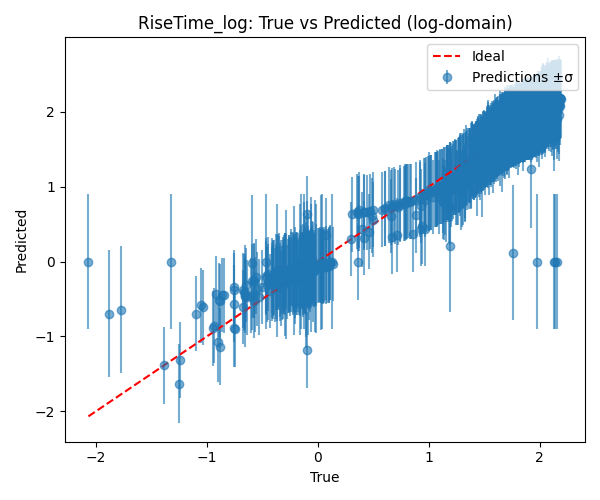 RiseTime_log: True vs Predicted (log-domain)
Ideal
Predictions ±σ
Predicted
2
1
0
−1
−2
−2
−1
0
1
2
True